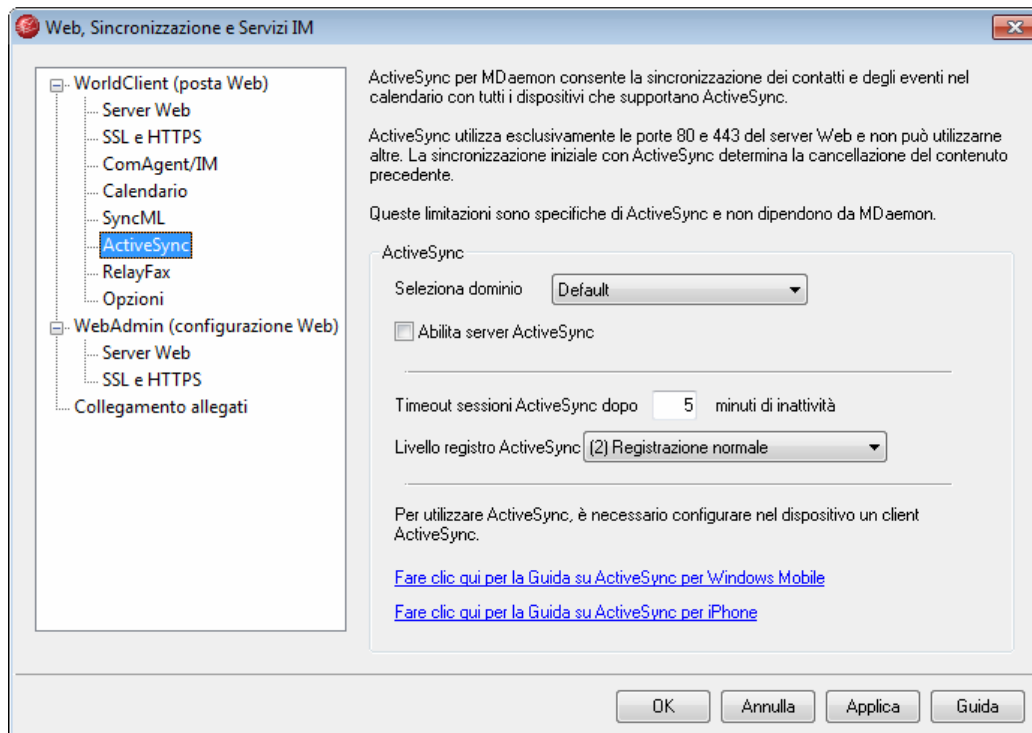 Web, Sincronizzazione e Servizi IM
WorldClient (posta Web)
Server Web
SSL e HTTPS
ComAgent/IM
Calendario
SyncML
ActiveSync
RelayFax
Opzioni
WebAdmin (configurazione Web)
Server Web
SSL e HTTPS
Collegamento allegati
ActiveSync per MDaemon consente la sincronizzazione dei contatti e degli eventi nel
calendario con tutti i dispositivi che supportano ActiveSync.
ActiveSync utilizza esclusivamente le porte 80 e 443 del server Web e non può utilizzarne
altre. La sincronizzazione iniziale con ActiveSync determina la cancellazione del contenuto
precedente.
Queste limitazioni sono specifiche di ActiveSync e non dipendono da MDaemon.
ActiveSync
Seleziona dominio Default
Abilita server ActiveSync
Timeout sessioni ActiveSync dopo 5 minuti di inattività
Livello registro ActiveSync (2) Registrazione normale
Per utilizzare ActiveSync, è necessario configurare nel dispositivo un client
ActiveSync.
Fare clic qui per la Guida su ActiveSync per Windows Mobile
Fare clic qui per la Guida su ActiveSync per iPhone
OK Annulla Applica Guida